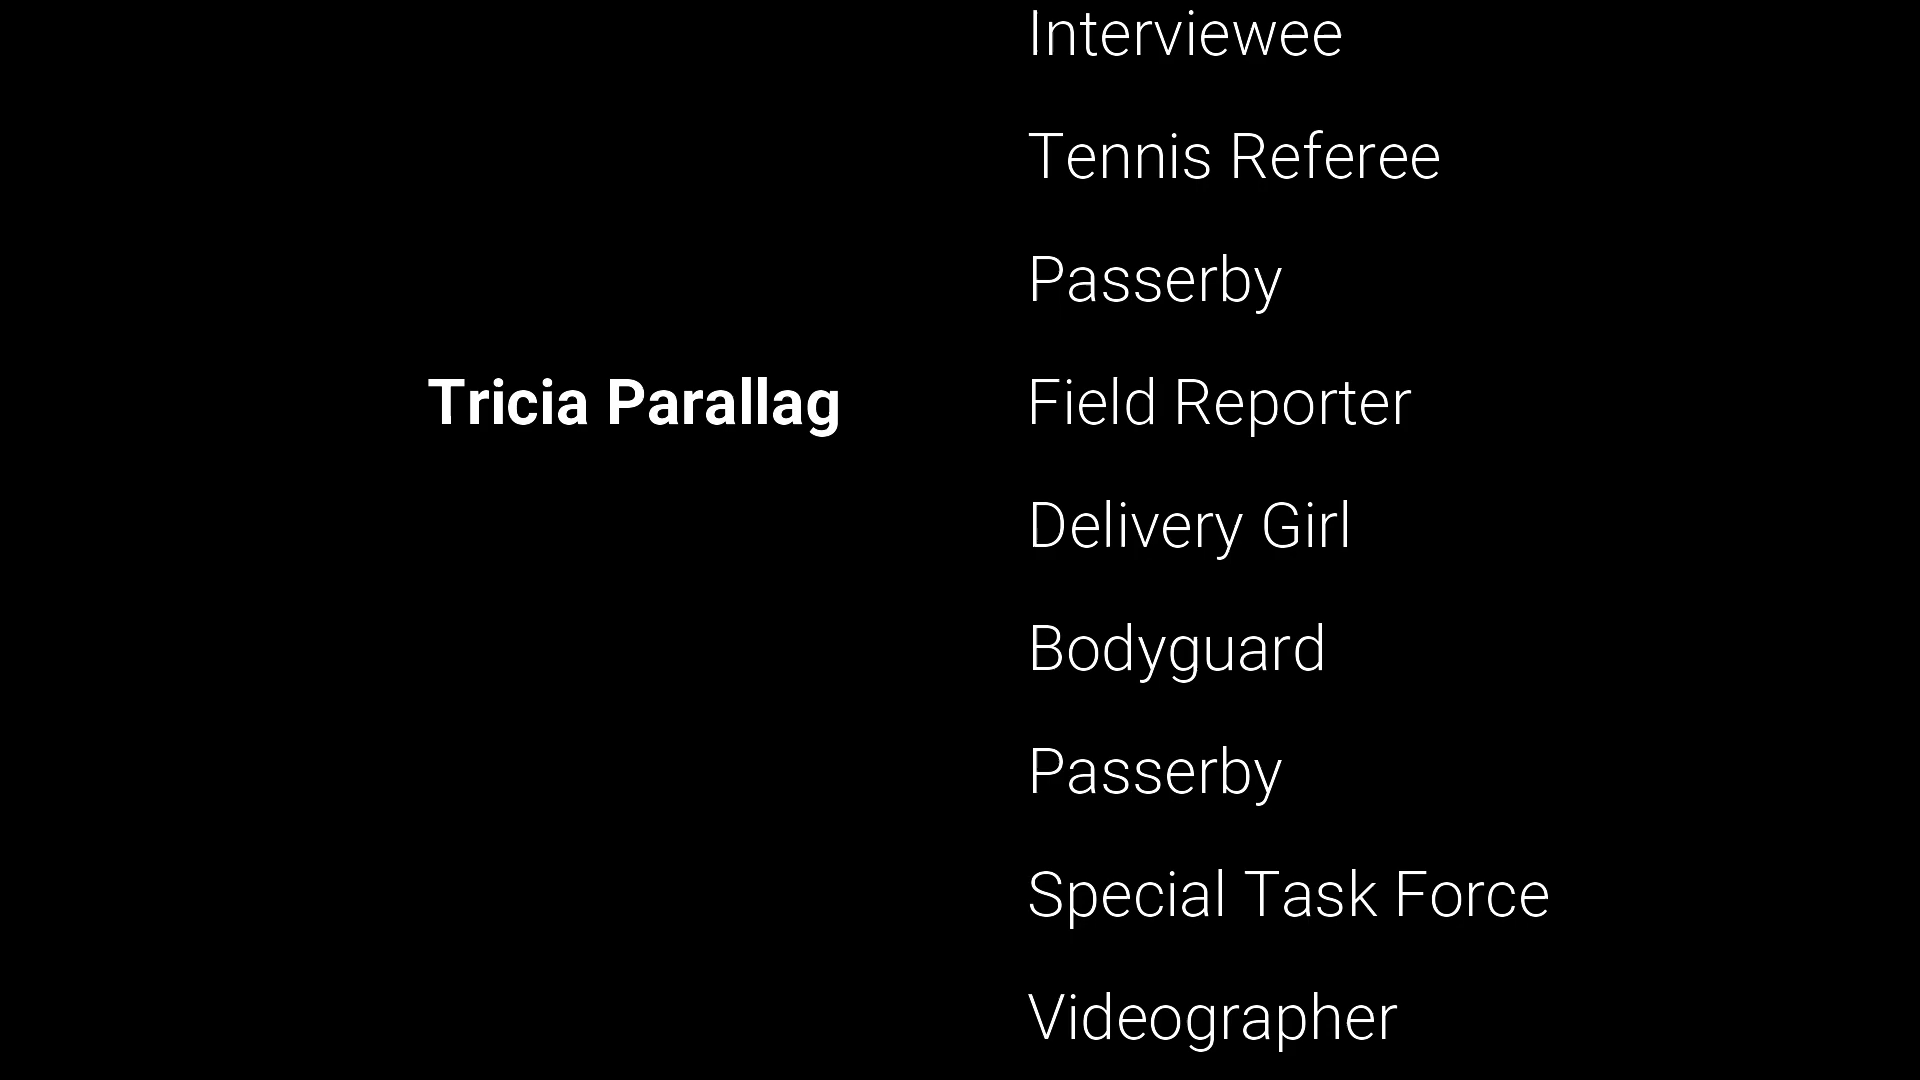 Interviewee
Tennis Referee
Passerby
Tricia Parallag Field Reporter
Delivery Girl
Bodyguard
Passerby
Special Task Force
Videographer